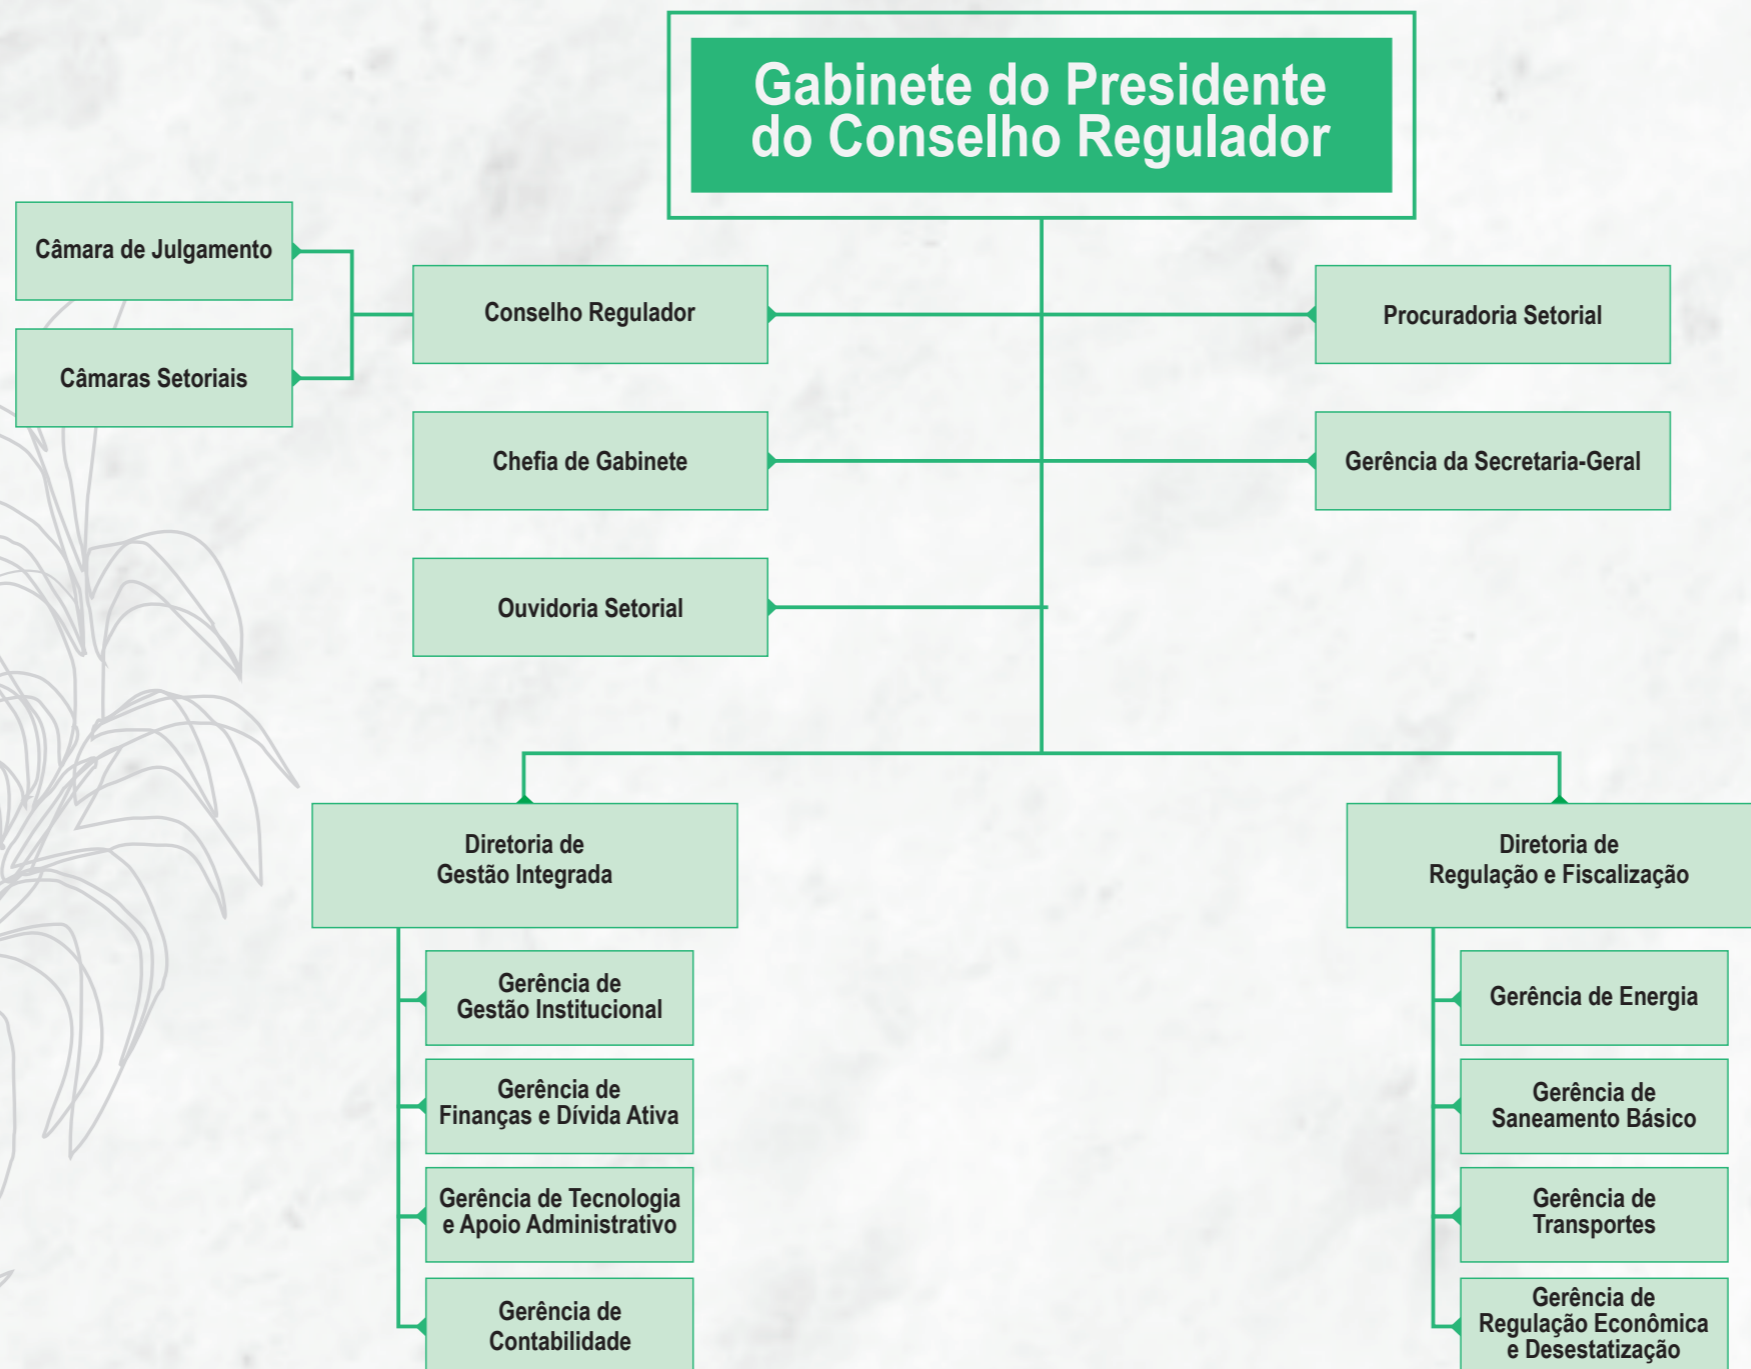 Gabinete do Presidente
do Conselho Regulador
Câmara de Julgamento
Câmaras Setoriais
Conselho Regulador
Procuradoria Setorial
Chefia de Gabinete
Gerência da Secretaria-Geral
Ouvidoria Setorial
Diretoria de
Gestão Integrada
Gerência de
Gestão Institucional
Gerência de
Finanças e Dívida Ativa
Gerência de Tecnologia
e Apoio Administrativo
Gerência de
Contabilidade
Diretoria de
Regulação e Fiscalização
Gerência de Energia
Gerência de
Saneamento Básico
Gerência de
Transportes
Gerência de
Regulação Econômica
e Desestatização